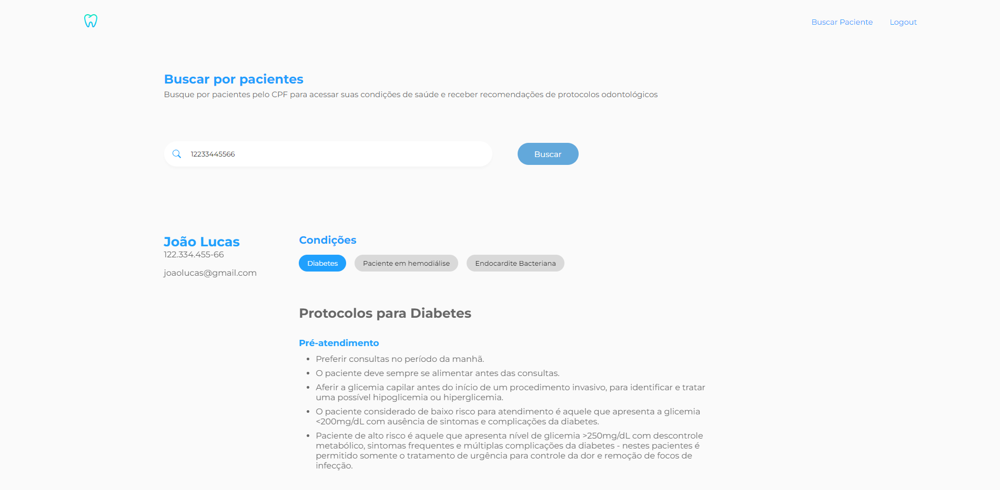 Buscar Paciente
Logout
Buscar por pacientes
Busque por pacientes pelo CPF para acessar suas condições de saúde e receber recomendações de protocolos odontológicos
12233445566
Buscar
João Lucas
122.334.455-66
joaolucas@gmail.com
Condições
Diabetes
Paciente em hemodiálise
Endocardite Bacteriana
Protocolos para Diabetes
Pré-atendimento
• Preferir consultas no período da manhã.
• O paciente deve sempre se alimentar antes das consultas.
• Aferir a glicemia capilar antes do início de um procedimento invasivo, para identificar e tratar
uma possível hipoglicemia ou hiperglicemia.
• O paciente considerado de baixo risco para atendimento é aquele que apresenta a glicemia
<200mg/dL com ausência de sintomas e complicações da diabetes.
• Paciente de alto risco é aquele que apresenta nível de glicemia >250mg/dL com descontrole
metabólico, sintomas frequentes e múltiplas complicações da diabetes - nestes pacientes é
permitido somente o tratamento de urgência para controle da dor e remoção de focos de
infecção.